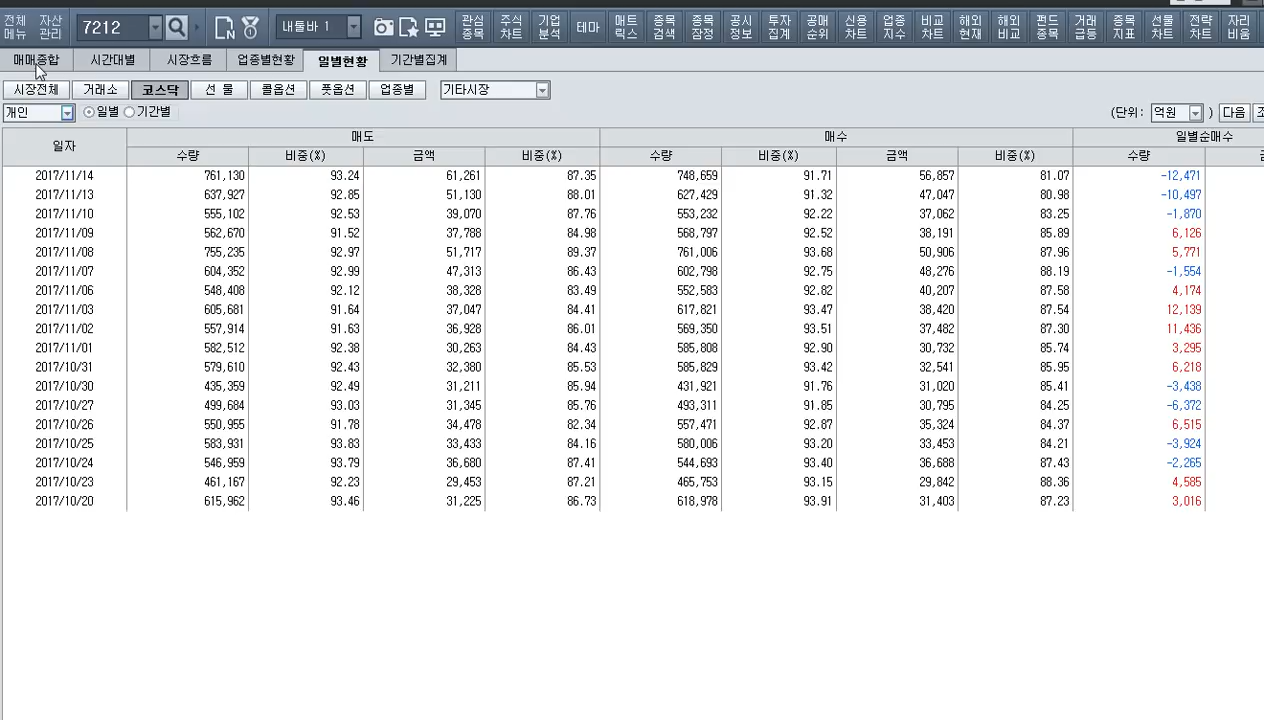 전체 자산 7212 내툴바 1 관심 주식 기업 테마 매트 종목 종목 공시 투자 공매 신용 업종 비교 해외 해외 펀드 거래 종목 선물 전략 자리
메뉴 관리 종목 차트 분석 릭스 검색 잠정 정보 집계 순위 차트 지수 차트 현재 비교 종목 급등 지표 차트 차트 비움
매매종합 시간대별 시장흐름 업종별현황 일별현황 기간별집계
시장전체 거래소 코스닥 선 물 콜옵션 풋옵션 업종별 기타시장
개인 일별 기간별 (단위: 억원 ) 다음
일자 매도 매수 일별순매수
수량 비중(%) 금액 비중(%) 수량 비중(%) 금액 비중(%) 수량
2017/11/14 761,130 93.24 61,261 87.35 748,659 91.71 56,857 81.07 -12,471
2017/11/13 637,927 92.85 51,130 88.01 627,429 91.32 47,047 80.98 -10,497
2017/11/10 555,102 92.53 39,070 87.76 553,232 92.22 37,062 83.25 -1,870
2017/11/09 562,670 91.52 37,788 84.98 568,797 92.52 38,191 85.89 6,126
2017/11/08 755,235 92.97 51,717 89.37 761,006 93.68 50,906 87.96 5,771
2017/11/07 604,352 92.99 47,313 86.43 602,798 92.75 48,276 88.19 -1,554
2017/11/06 548,408 92.12 38,328 83.49 552,583 92.82 40,207 87.58 4,174
2017/11/03 605,681 91.64 37,047 84.41 617,821 93.47 38,420 87.54 12,139
2017/11/02 557,914 91.63 36,928 86.01 569,350 93.51 37,482 87.30 11,436
2017/11/01 582,512 92.38 30,263 84.43 585,808 92.90 30,732 85.74 3,295
2017/10/31 579,610 92.43 32,380 85.53 585,829 93.42 32,541 85.95 6,218
2017/10/30 435,359 92.49 31,211 85.94 431,921 91.76 31,020 85.41 -3,438
2017/10/27 499,684 93.03 31,345 85.76 493,311 91.85 30,795 84.25 -6,372
2017/10/26 550,955 91.78 34,478 82.34 557,471 92.87 35,324 84.37 6,515
2017/10/25 583,931 93.83 33,433 84.16 580,006 93.20 33,453 84.21 -3,924
2017/10/24 546,959 93.79 36,680 87.41 544,693 93.40 36,688 87.43 -2,265
2017/10/23 461,167 92.23 29,453 87.21 465,753 93.15 29,842 88.36 4,585
2017/10/20 615,962 93.46 31,225 86.73 618,978 93.91 31,403 87.23 3,016